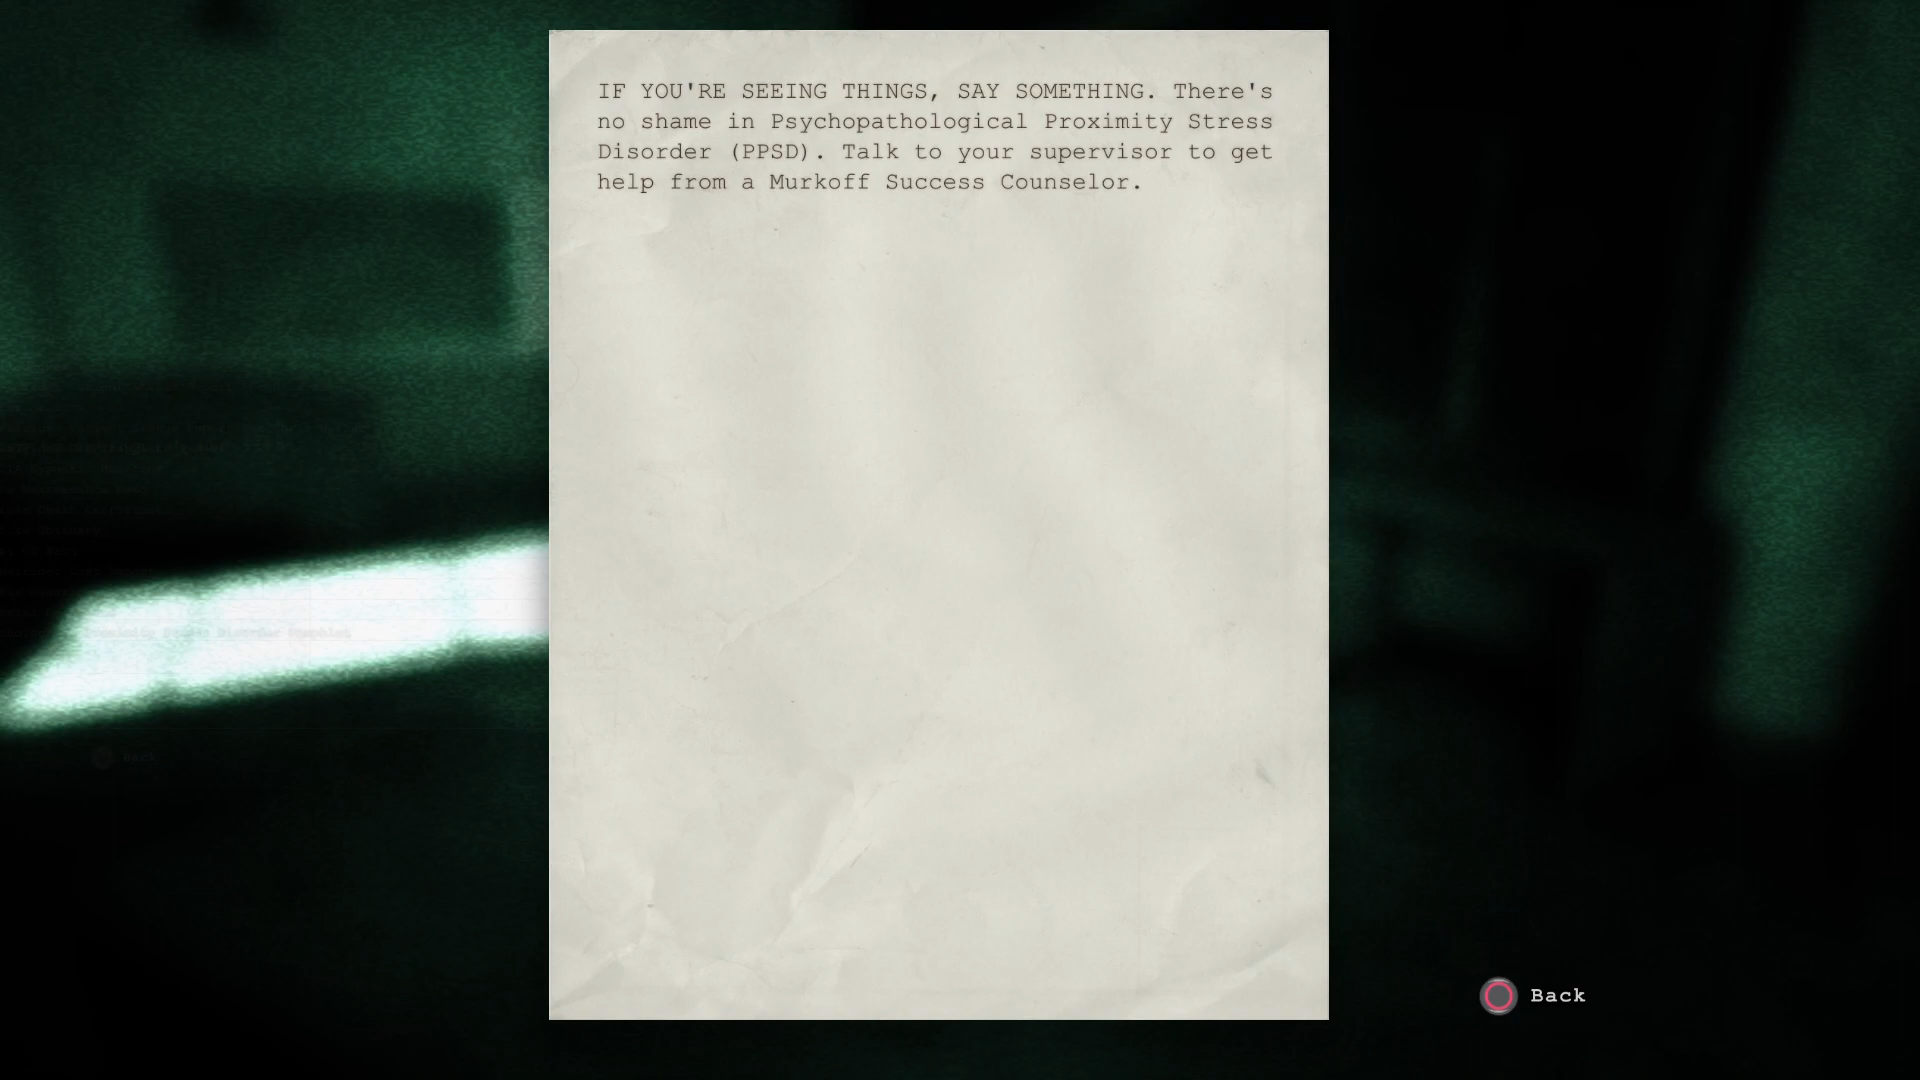 IF YOU'RE SEEING THINGS, SAY SOMETHING. There's
no shame in Psychopathological Proximity Stress
Disorder (PPSD). Talk to your supervisor to get
help from a Murkoff Success Counselor.
Back